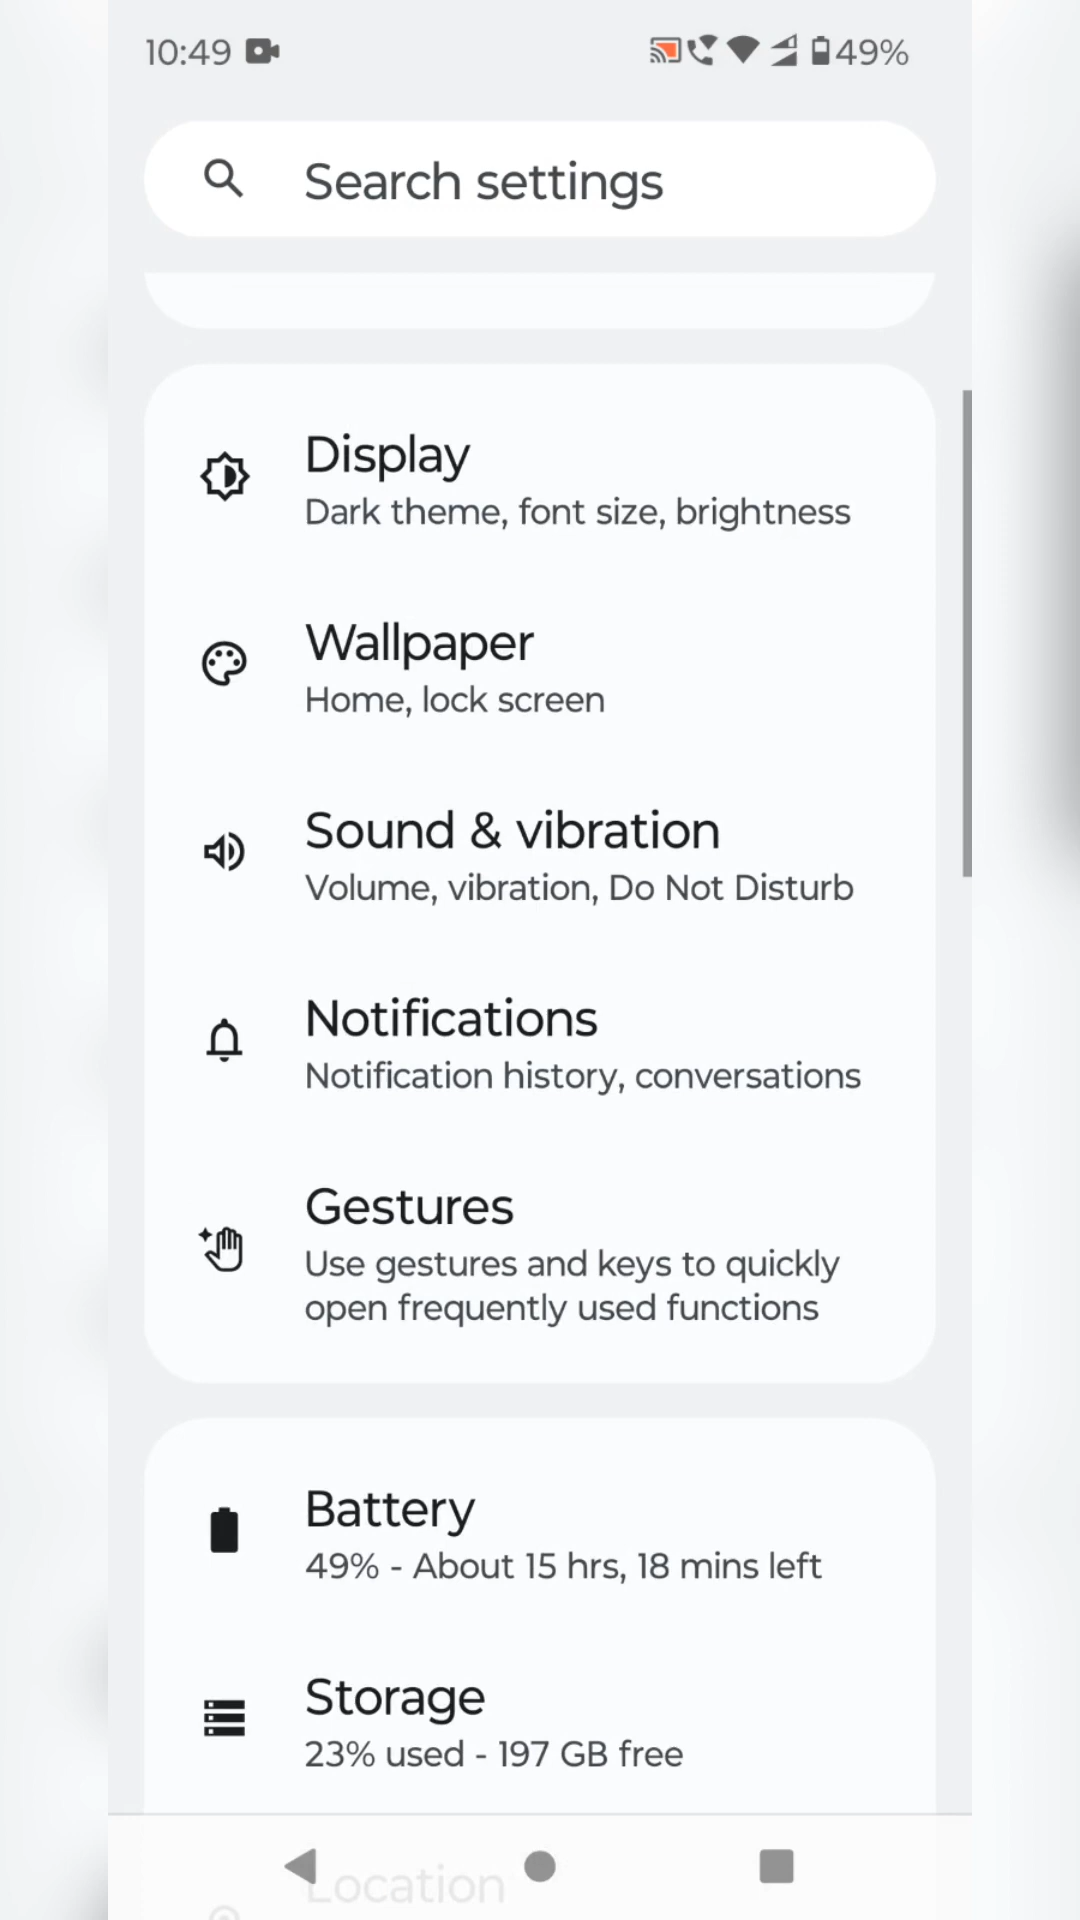 10:49
49%
Search settings
Display
Dark theme, font size, brightness
Wallpaper
Home, lock screen
Sound & vibration
Volume, vibration, Do Not Disturb
Notifications
Notification history, conversations
Gestures
Use gestures and keys to quickly
open frequently used functions
Battery
49% - About 15 hrs, 18 mins left
Storage
23% used - 197 GB free
Location